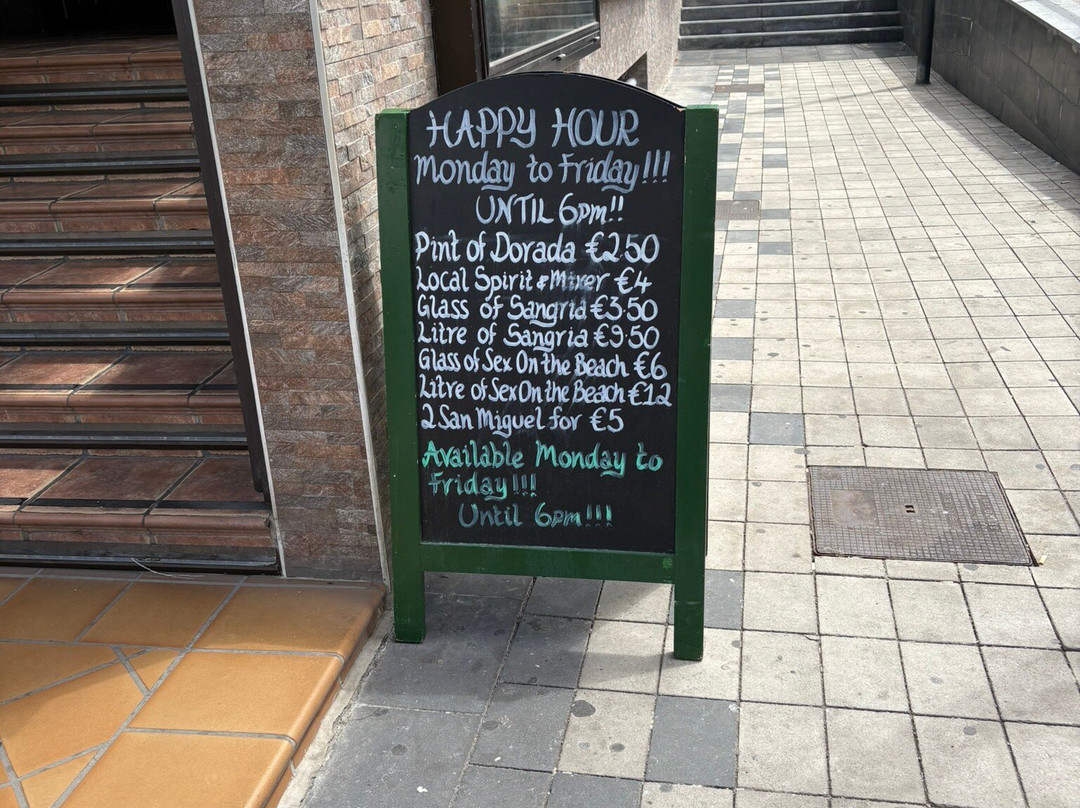 HAPPY HOUR
Monday to Friday!!!
UNTIL 6pm!!
Pint of Dorada €2.50
Local Spirit & Mixer €4
Glass of Sangria €3.50
Litre of Sangria €9.50
Glass of Sex On the Beach €6
Litre of Sex On the Beach €12
2 San Miguel for €5
Available Monday to
Friday!!!
Until 6pm!!!